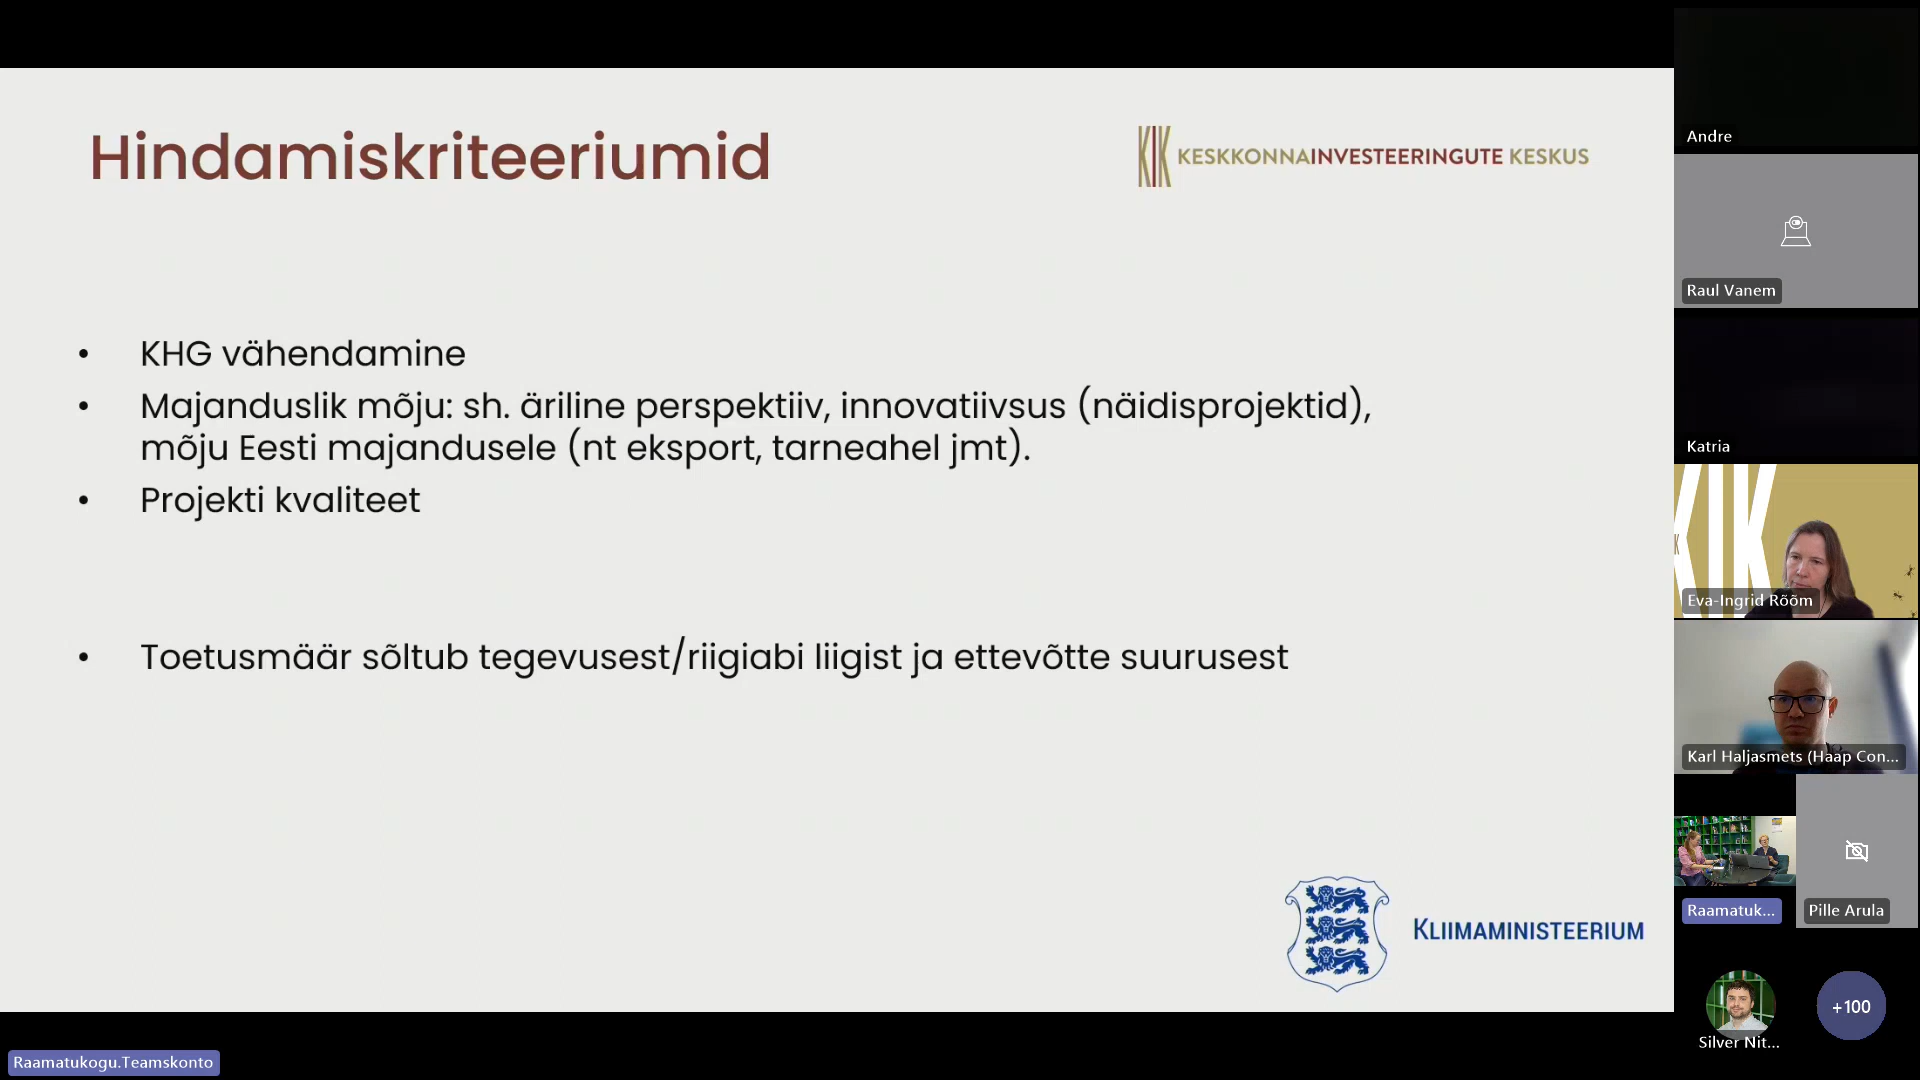 Hindamiskriteeriumid
KIK KESKKONNAINVESTEERINGUTE KESKUS
• KHG vähendamine
• Majanduslik mõju: sh. äriline perspektiiv, innovatiivsus (näidisprojektid),
mõju Eesti majandusele (nt eksport, tarneahel jmt).
• Projekti kvaliteet
• Toetusmäär sõltub tegevusest/riigiabi liigist ja ettevõtte suurusest
KLIIMAMINISTEERIUM
Raamatukogu.Teamskonto
Andre
Raul Vanem
Katria
KIK
Eva-Ingrid Rõõm
Karl Haljasmets (Haap Con...
Raamatuk...
Pille Arula
Silver Nit...
+100